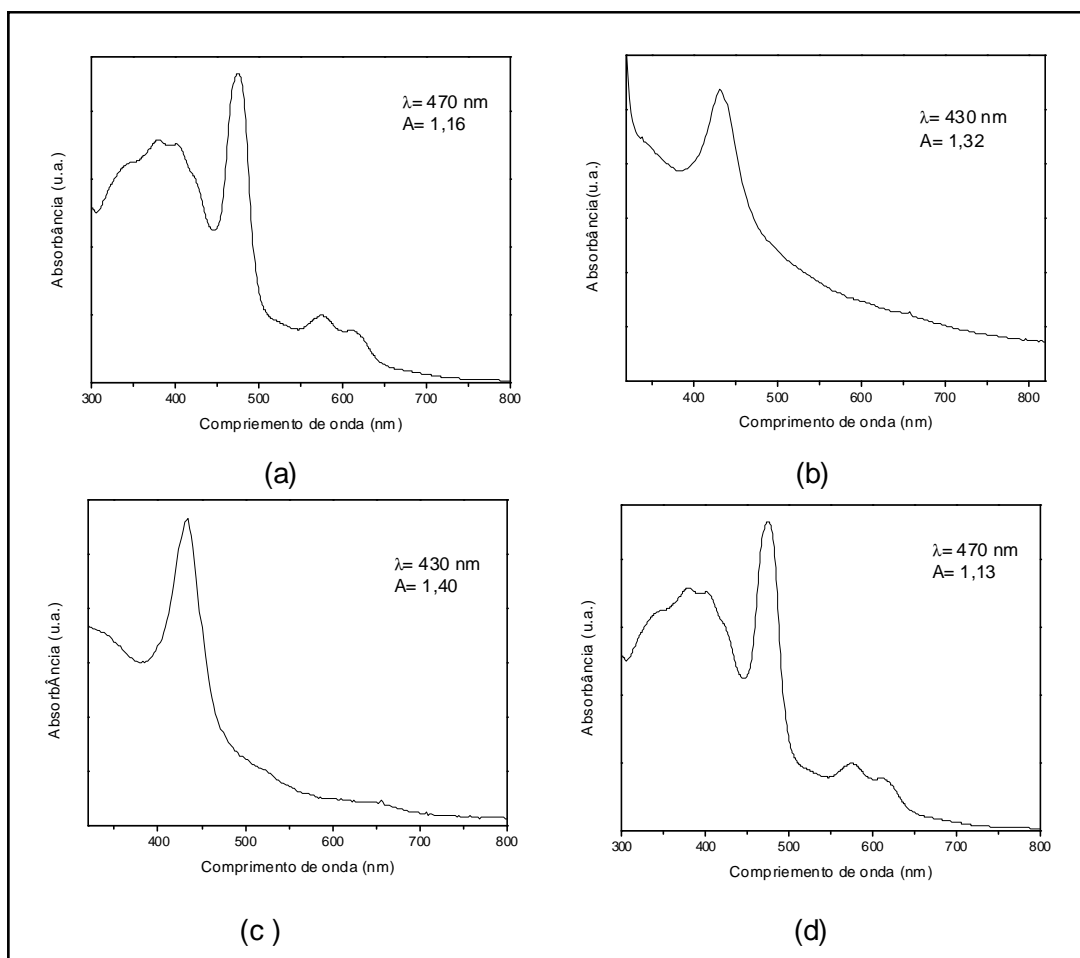 Absorbância (u.a.)
λ= 470 nm
A= 1,16
300 400 500 600 700 800
Compriemento de onda (nm)
(a)
Absorbância(u.a.)
λ= 430 nm
A= 1,32
400 500 600 700 800
Comprimento de onda (nm)
(b)
AbsorbÂncia (u.a.)
λ= 430 nm
A= 1,40
400 500 600 700 800
Comprimento de onda (nm)
(c )
Absorbância (u.a.)
λ= 470 nm
A= 1,13
300 400 500 600 700 800
Compriemento de onda (nm)
(d)